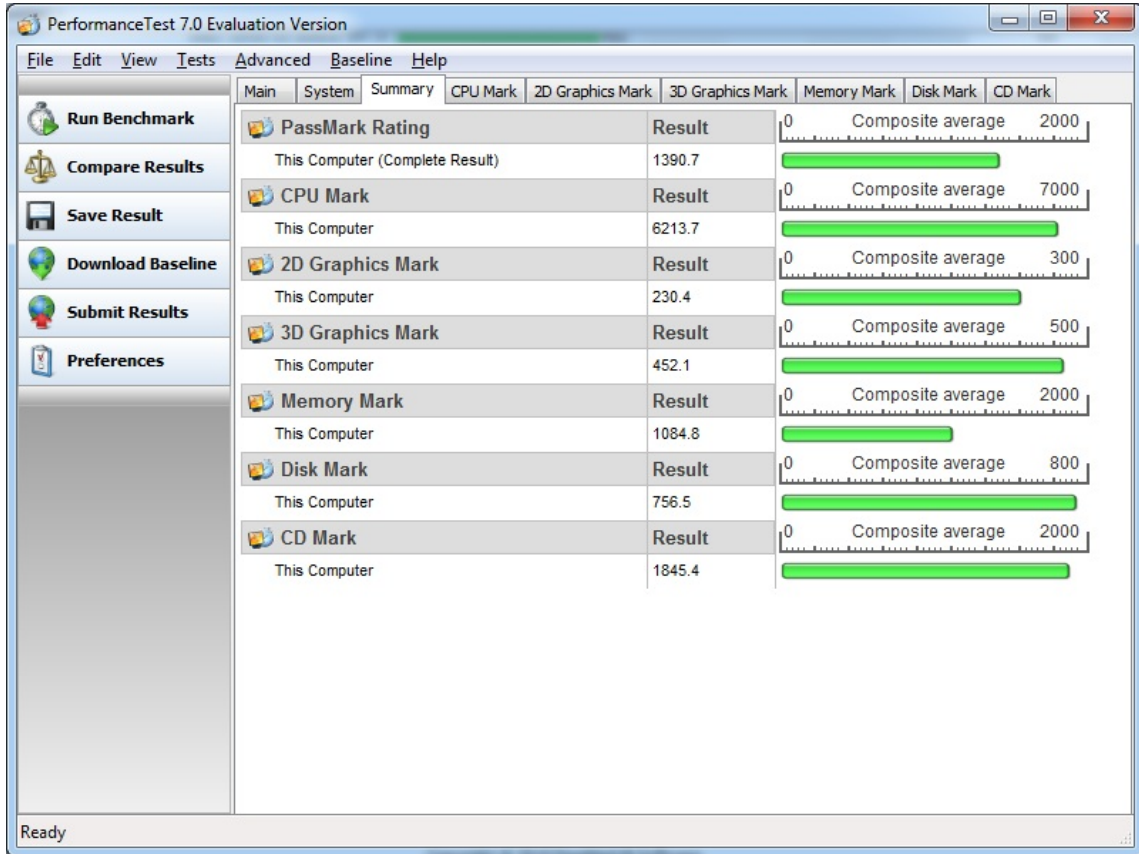 PerformanceTest 7.0 Evaluation Version
File Edit View Tests Advanced Baseline Help
Main System Summary CPU Mark 2D Graphics Mark 3D Graphics Mark Memory Mark Disk Mark CD Mark
Run Benchmark
Compare Results
Save Result
Download Baseline
Submit Results
Preferences
PassMark Rating Result 0 Composite average 2000
This Computer (Complete Result) 1390.7
CPU Mark Result 0 Composite average 7000
This Computer 6213.7
2D Graphics Mark Result 0 Composite average 300
This Computer 230.4
3D Graphics Mark Result 0 Composite average 500
This Computer 452.1
Memory Mark Result 0 Composite average 2000
This Computer 1084.8
Disk Mark Result 0 Composite average 800
This Computer 756.5
CD Mark Result 0 Composite average 2000
This Computer 1845.4
Ready